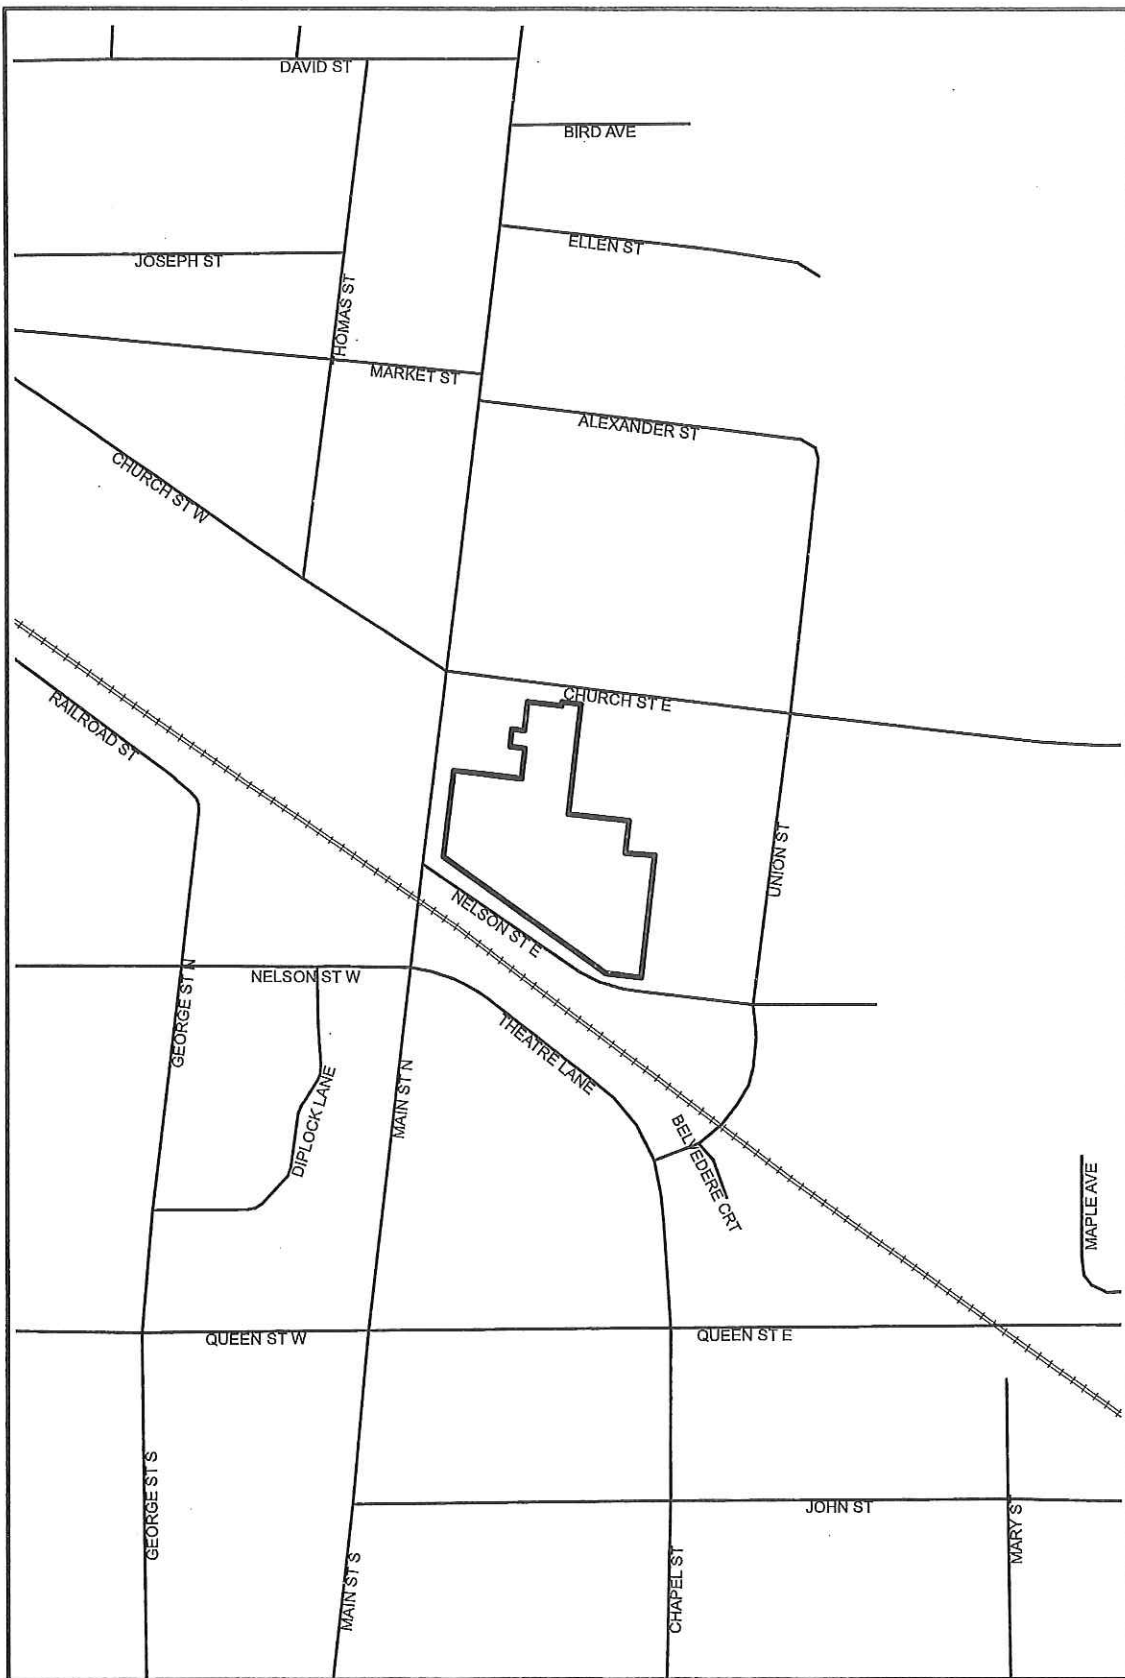 DAVID ST
BIRD AVE
ELLEN ST
JOSEPH ST
HOMAS ST
MARKET ST
ALEXANDER ST
CHURCH ST W
CHURCH ST E
RAILROAD ST
UNION ST
NELSON ST E
NELSON ST W
GEORGE ST N
THEATRE LANE
MAIN ST N
DIPLOCK LANE
BELVEDERE CRT
MAPLE AVE
QUEEN ST W
QUEEN ST E
GEORGE ST S
JOHN ST
MARY S
MAIN ST S
CHAPEL ST